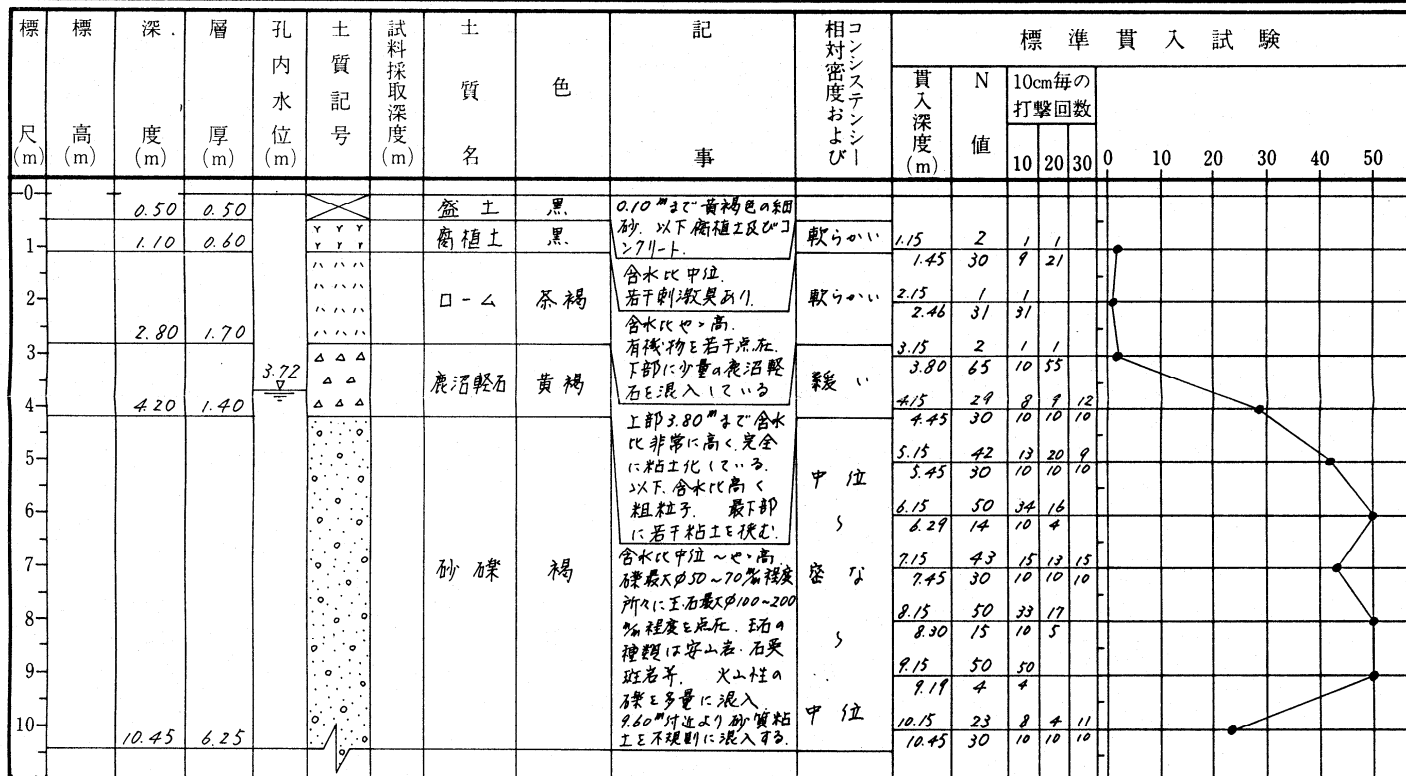 標尺(m) 標高(m) 深度(m) 層厚(m) 孔内水位(m) 土質記号 試料採取深度(m) 土質名 色 記事 相対密度およびコンシステンシー 標準貫入試験
貫入深度(m) N値 10cm毎の打撃回数
10 20 30 0 10 20 30 40 50
0
0.50 0.50 盛土 黒
0.10mまで黄褐色の細
砂. 以下腐植土及びコ
ンクリート.
1.10 0.60 腐植土 黒 軟らかい
1
1.15 2 1 1
1.45 30 9 21
含水比中位.
若干刺激臭あり.
2
ローム 茶褐 軟らかい
2.80 1.70
2.15 1 1
2.46 31 31
含水比やゝ高.
有機物を若干点在.
下部に少量の鹿沼軽
石を混入している
3
3.72
鹿沼軽石 黄褐 緩い
3.15 2 1 1
3.80 65 10 55
4
4.20 1.40
4.15 29 8 9 12
4.45 30 10 10 10
上部3.80mまで含水
比非常に高く完全
に粘土化している.
以下.含水比高く
粗粒子. 最下部
に若干粘土を挟む.
5
5.15 42 13 20 9
5.45 30 10 10 10
中位
〜
6
6.15 50 34 16
6.29 14 10 4
7
砂礫 褐 密な
7.15 43 15 13 15
7.45 30 10 10 10
含水比中位〜やゝ高.
礫最大φ50~70m/m程度
所々に玉石最大φ100~200
m/m程度を点在. 玉石の
種類は安山岩. 石英
斑岩等. 火山性の
礫を多量に混入.
9.60m付近より砂質粘
土を不規則に混入する.
8
8.15 50 33 17
8.30 15 10 5
〜
9
9.15 50 50
9.19 4 4
10
中位
10.15 23 8 4 11
10.45 30 10 10 10
10.45 6.25